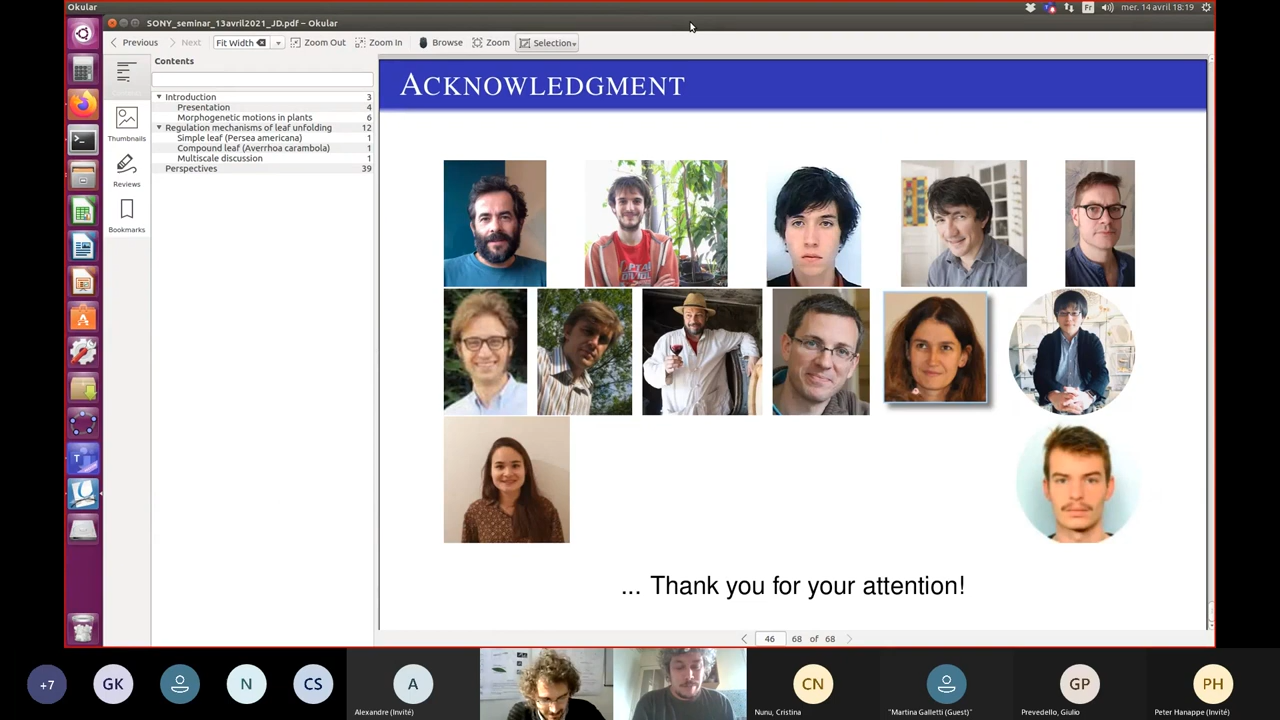 Okular
Fr
mer. 14 avril 18:19
SONY_seminar_13avril2021_JD.pdf – Okular
Previous
Next
Fit Width
Zoom Out
Zoom In
Browse
Zoom
Selection
Contents
Introduction 3
Presentation 4
Morphogenetic motions in plants 6
Regulation mechanisms of leaf unfolding 12
Simple leaf (Persea americana) 1
Compound leaf (Averrhoa carambola) 1
Multiscale discussion 1
Perspectives 39
Thumbnails
Reviews
Bookmarks
ACKNOWLEDGMENT
... Thank you for your attention!
46 68 of 68
+7
GK
N
CS
A
Alexandre (Invité)
CN
Nunu, Cristina
"Martina Galletti (Guest)"
GP
Prevedello, Giulio
PH
Peter Hanappe (Invité)